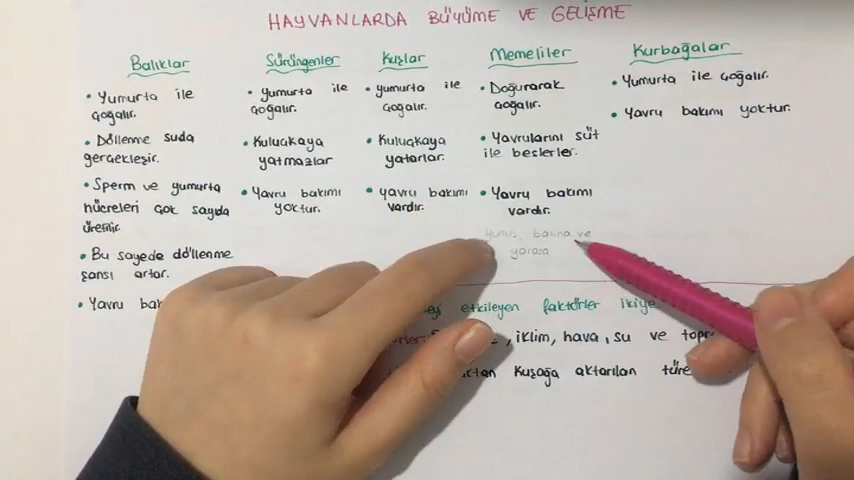 HAYVANLARDA BÜYÜME VE GELİŞME
Balıklar
• Yumurta ile
çoğalır.
• Döllenme suda
gerçekleşir.
• Sperm ve yumurta
hücreleri çok sayıda
üretilir.
• Bu sayede döllenme
şansı artar.
• Yavru
Sürüngenler
• Yumurta ile
çoğalır.
• Kuluçkaya
yatmazlar
• Yavru bakımı
yoktur.
Kuşlar
• yumurta ile
çoğalır.
• Kuluçkaya
yatarlar.
• yavru bakımı
vardır.
Memeliler
• Doğurarak
çoğalır.
• Yavrularını süt
ile beslerler.
• Yavru bakımı
vardır.
Yunus, balina ve
yarasa
Kurbağalar
• Yumurta ile çoğalır.
• Yavru bakımı yoktur.
etkileyen faktörler
, iklim, hava, su ve
kuşağa aktarılan